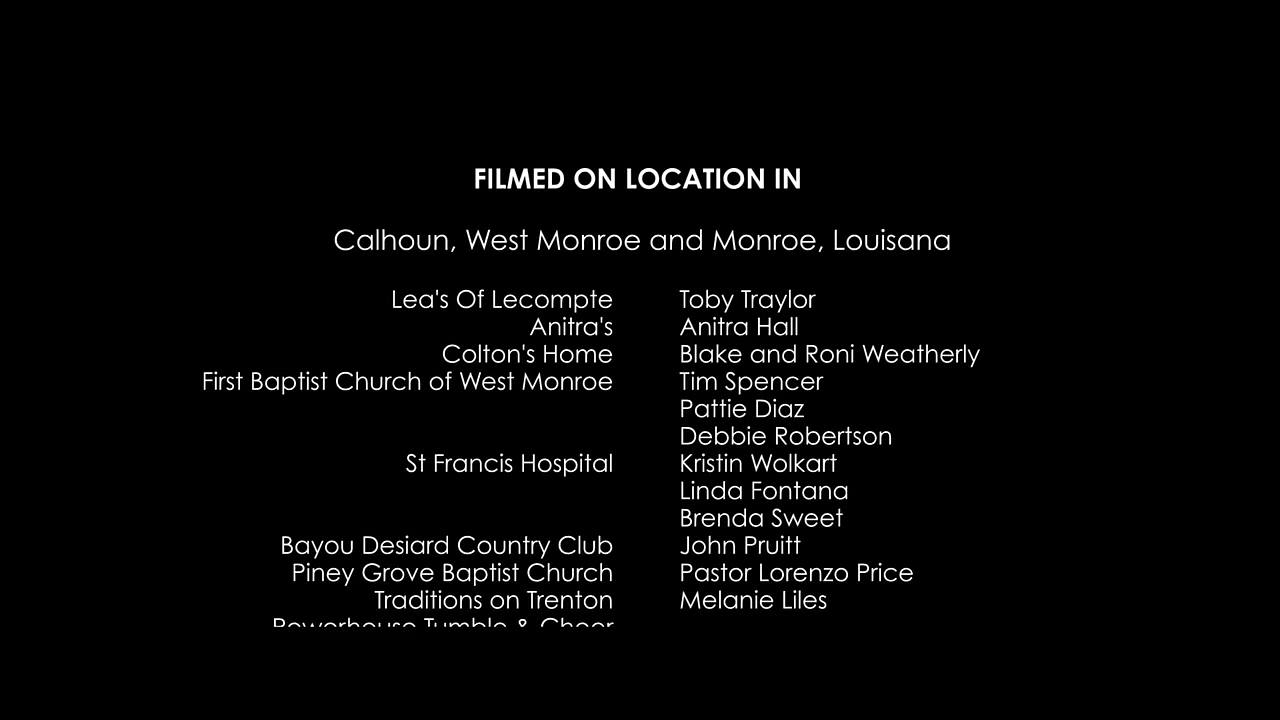 FILMED ON LOCATION IN
Calhoun, West Monroe and Monroe, Louisana
Lea's Of Lecompte Toby Traylor
Anitra's Anitra Hall
Colton's Home Blake and Roni Weatherly
First Baptist Church of West Monroe Tim Spencer
Pattie Diaz
Debbie Robertson
St Francis Hospital Kristin Wolkart
Linda Fontana
Brenda Sweet
Bayou Desiard Country Club John Pruitt
Piney Grove Baptist Church Pastor Lorenzo Price
Traditions on Trenton Melanie Liles
Powerhouse Tumble & Cheer